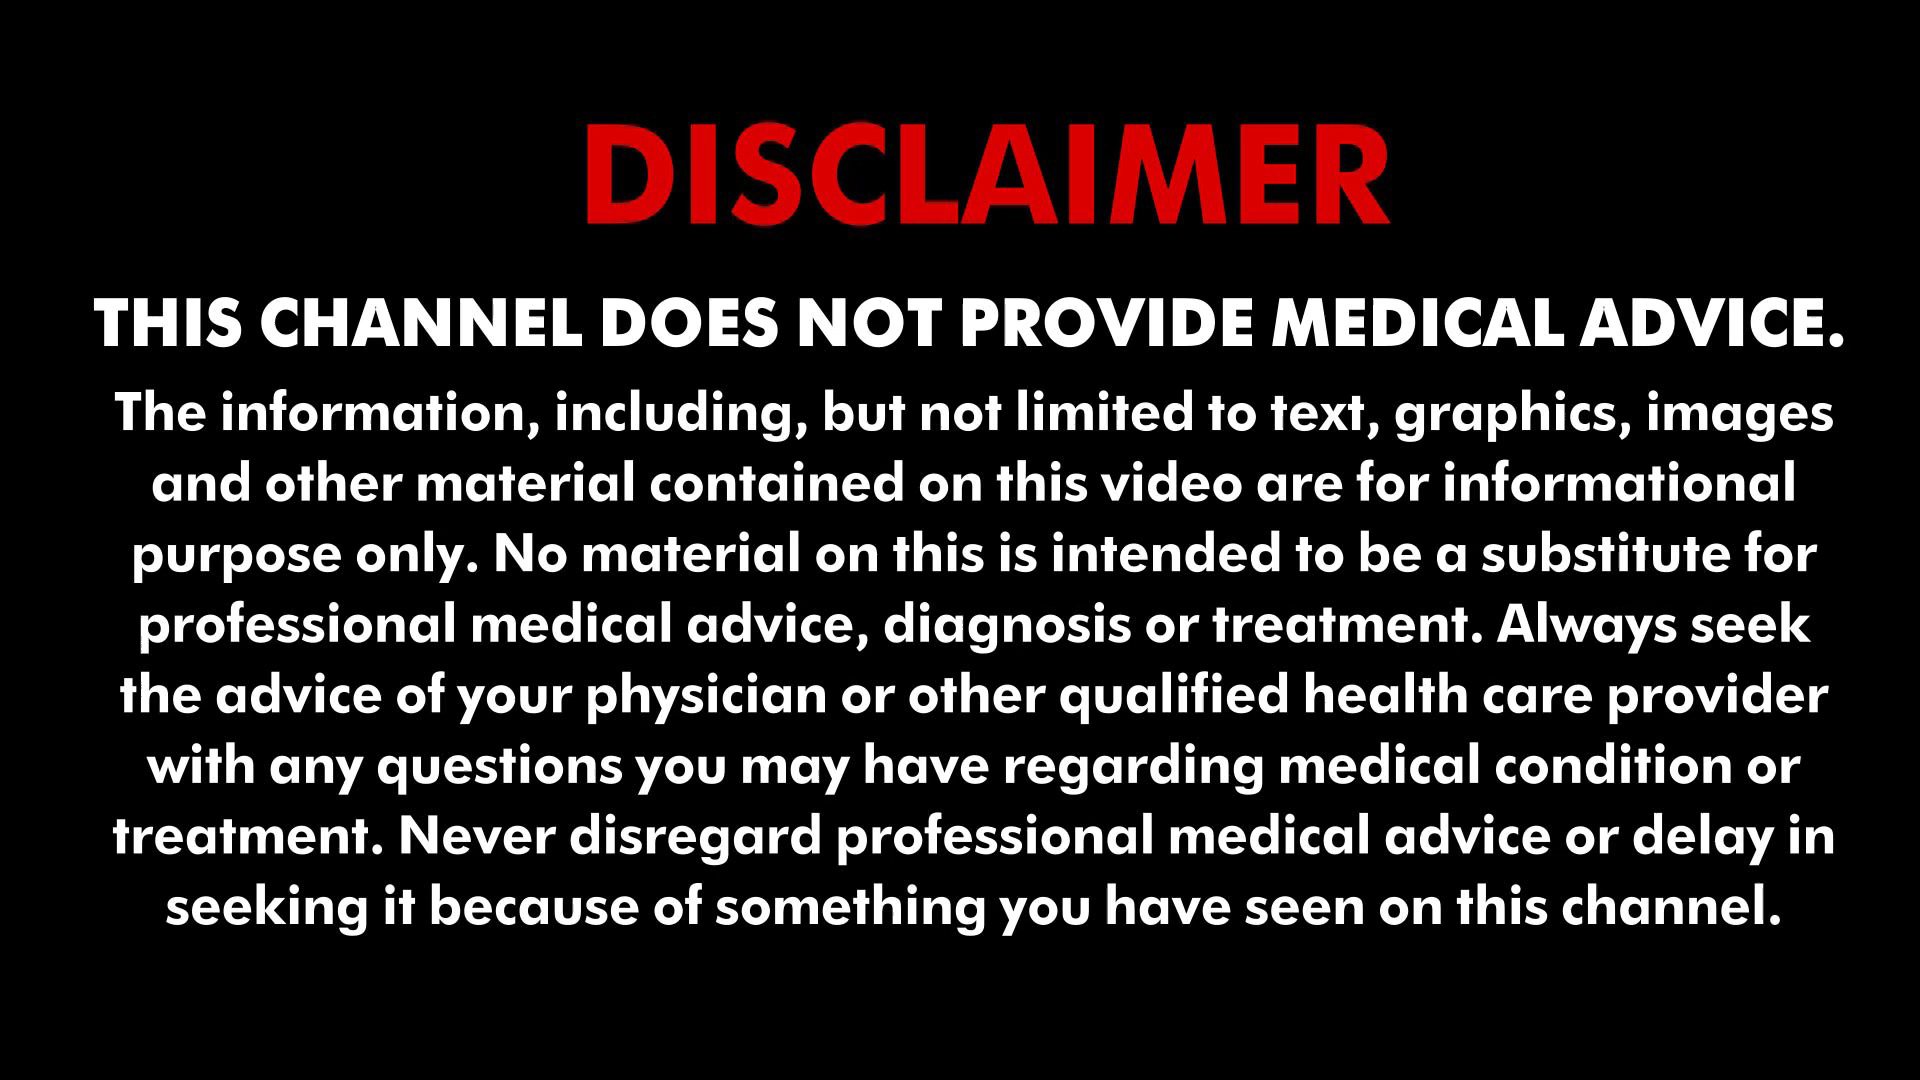 DISCLAIMER
THIS CHANNEL DOES NOT PROVIDE MEDICAL ADVICE.
The information, including, but not limited to text, graphics, images
and other material contained on this video are for informational
purpose only. No material on this is intended to be a substitute for
professional medical advice, diagnosis or treatment. Always seek
the advice of your physician or other qualified health care provider
with any questions you may have regarding medical condition or
treatment. Never disregard professional medical advice or delay in
seeking it because of something you have seen on this channel.